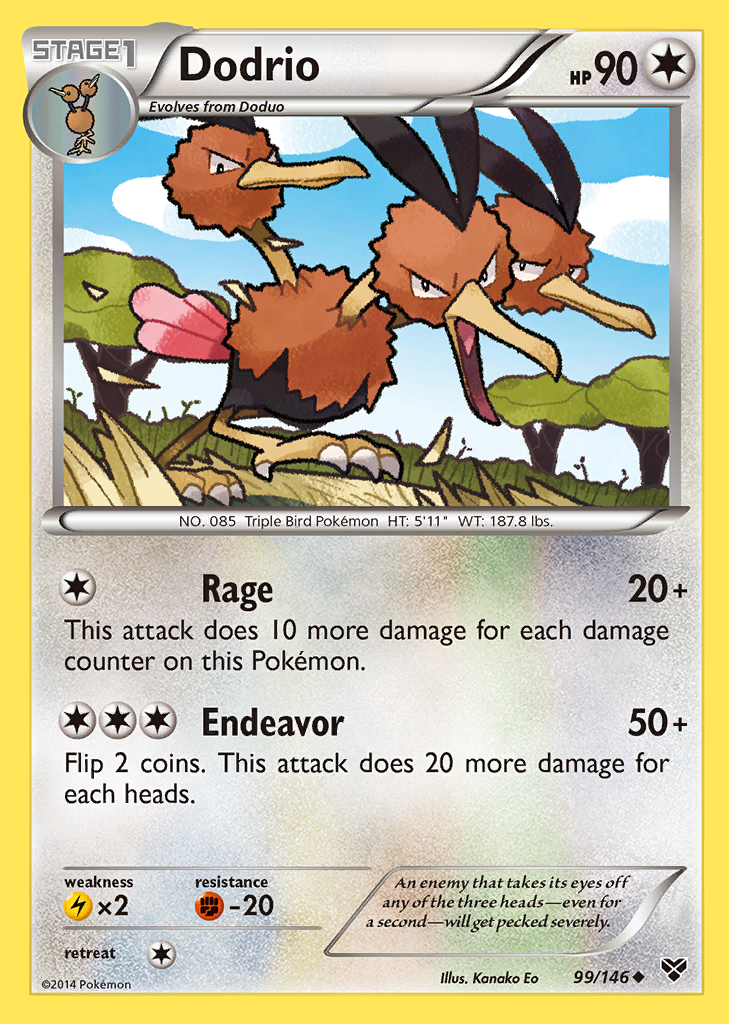 STAGE1
Dodrio
HP 90
Evolves from Doduo
NO. 085 Triple Bird Pokémon HT: 5'11" WT: 187.8 lbs.
Rage 20+
This attack does 10 more damage for each damage
counter on this Pokémon.
Endeavor 50+
Flip 2 coins. This attack does 20 more damage for
each heads.
weakness
×2
resistance
-20
retreat
An enemy that takes its eyes off
any of the three heads—even for
a second—will get pecked severely.
©2014 Pokémon
Illus. Kanako Eo
99/146